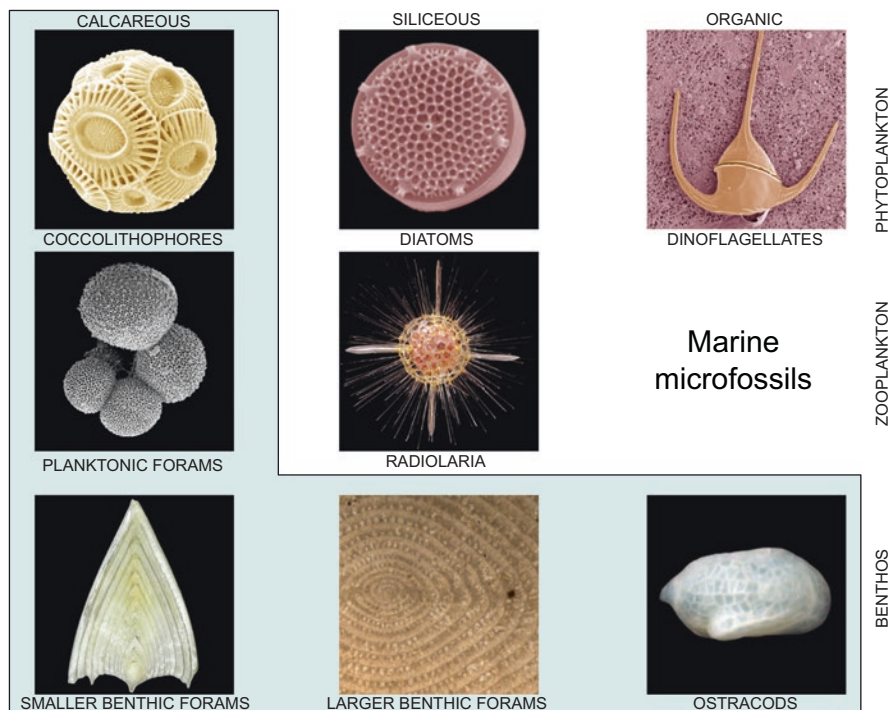 CALCAREOUS
SILICEOUS
ORGANIC
COCCOLITHOPHORES
DIATOMS
DINOFLAGELLATES
PHYTOPLANKTON
PLANKTONIC FORAMS
RADIOLARIA
Marine
microfossils
ZOOPLANKTON
SMALLER BENTHIC FORAMS
LARGER BENTHIC FORAMS
OSTRACODS
BENTHOS